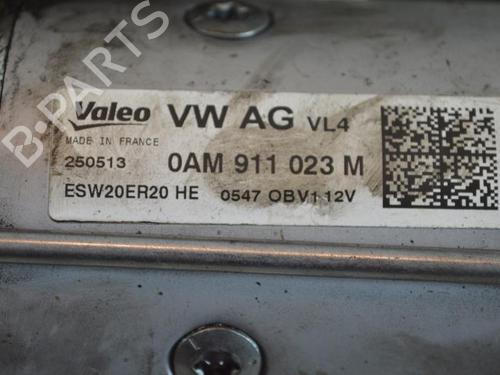 B-PARTS
Valeo VW AG VL4
MADE IN FRANCE
250513 0AM 911 023 M
ESW20ER20 HE 0547 OBV1 12V